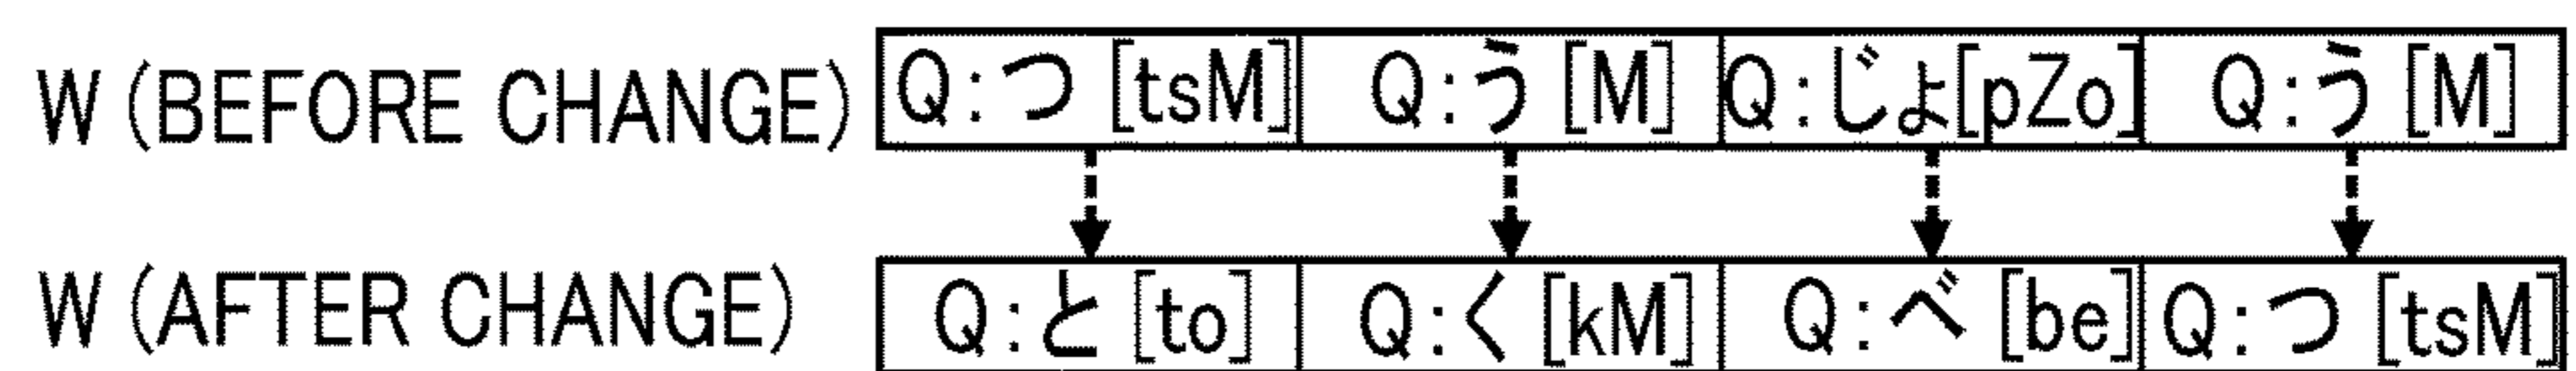 W (BEFORE CHANGE) Q:つ [tsM] Q:う [M] Q:じょ[pZo] Q:う [M]
W (AFTER CHANGE) Q:と [to] Q:く [kM] Q:べ [be] Q:つ [tsM]